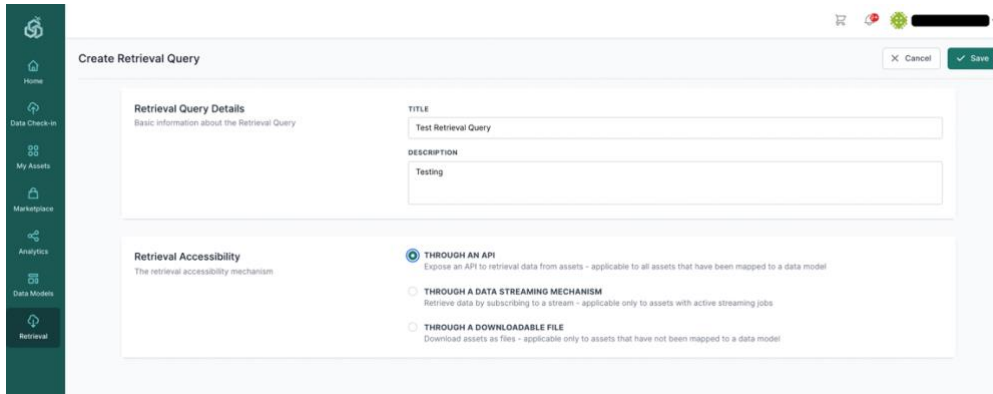 Create Retrieval Query
Cancel
Save
Home
Data Check-in
My Assets
Marketplace
Analytics
Data Models
Retrieval
Retrieval Query Details
Basic information about the Retrieval Query
TITLE
Test Retrieval Query
DESCRIPTION
Testing
Retrieval Accessibility
The retrieval accessibility mechanism
THROUGH AN API
Expose an API to retrieval data from assets - applicable to all assets that have been mapped to a data model
THROUGH A DATA STREAMING MECHANISM
Retrieve data by subscribing to a stream - applicable only to assets with active streaming jobs
THROUGH A DOWNLOADABLE FILE
Download assets as files - applicable only to assets that have not been mapped to a data model